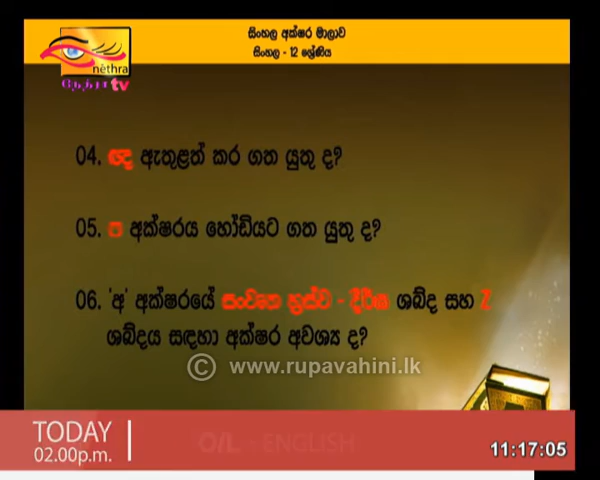 සිංහල අක්ෂර මාලාව
සිංහල - 12 ශ්‍රේණිය
nethra
tv
04. ඥ ඇතුළත් කර ගත යුතු ද?
05. අක්ෂරය හෝඩියට ගත යුතු ද?
06. 'අ' අක්ෂරයේ සංවෘත හ්‍රස්ව - දීර්ඝ ශබ්ද සහ
ශබ්දය සඳහා අක්ෂර අවශ්‍ය ද?
© www.rupavahini.lk
TODAY
02.00p.m.
O/L - ENGLISH
11:17:05